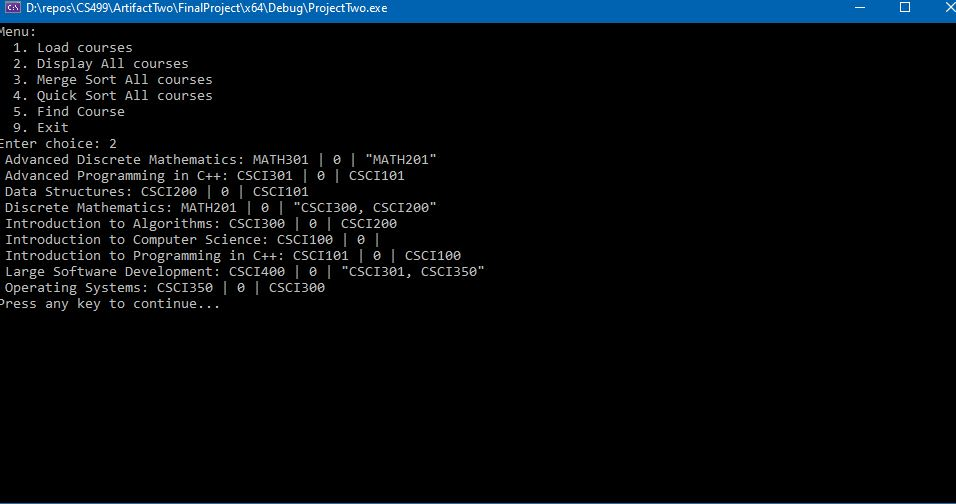 D:\repos\CS499\ArtifactTwo\FinalProject\x64\Debug\ProjectTwo.exe
Menu:
  1. Load courses
  2. Display All courses
  3. Merge Sort All courses
  4. Quick Sort All courses
  5. Find Course
  9. Exit
Enter choice: 2
 Advanced Discrete Mathematics: MATH301 | 0 | "MATH201"
 Advanced Programming in C++: CSCI301 | 0 | CSCI101
 Data Structures: CSCI200 | 0 | CSCI101
 Discrete Mathematics: MATH201 | 0 | "CSCI300, CSCI200"
 Introduction to Algorithms: CSCI300 | 0 | CSCI200
 Introduction to Computer Science: CSCI100 | 0 |
 Introduction to Programming in C++: CSCI101 | 0 | CSCI100
 Large Software Development: CSCI400 | 0 | "CSCI301, CSCI350"
 Operating Systems: CSCI350 | 0 | CSCI300
Press any key to continue...